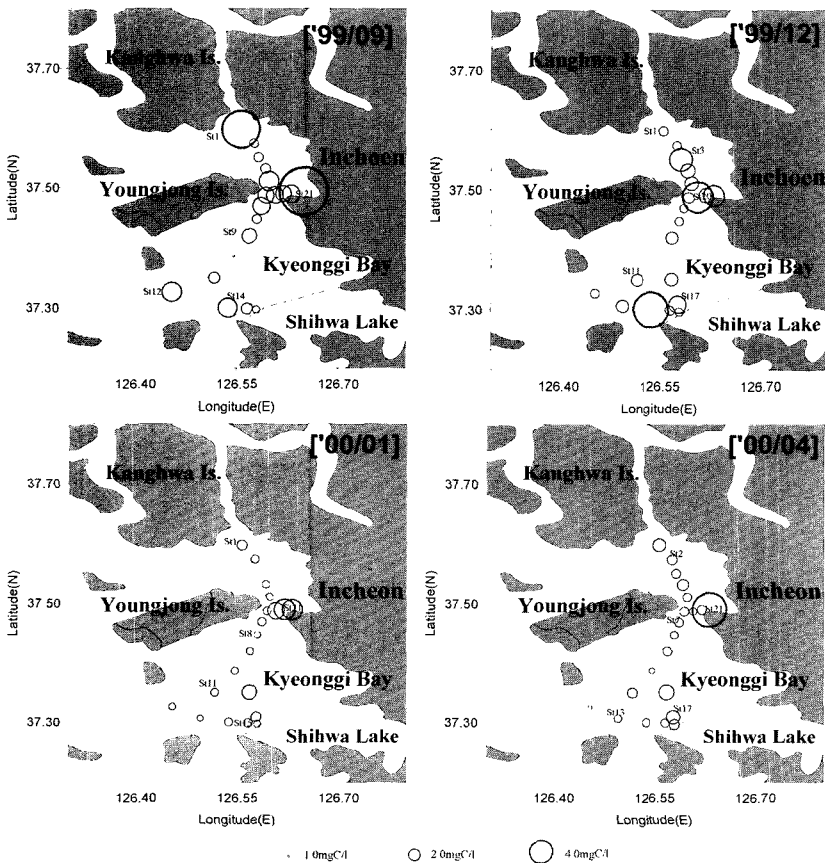 ['99/09]
Kanghwa Is.
37.70
St1
Inchoen
Latitude(N)
37.50
Youngjong Is.
St21
St9
Kyeonggi Bay
St12
St14
37.30
Shihwa Lake
126.40 126.55 126.70
Longitude(E)
['99/12]
Kanghwa Is.
37.70
St1
St3
Inchoen
Latitude(N)
37.50
Youngjong Is.
Kyeonggi Bay
St11
St17
37.30
Shihwa Lake
126.40 126.55 126.70
Longitude(E)
['00/01]
Kanghwa Is.
37.70
St1
Incheon
Latitude(N)
37.50
Youngjong Is.
St8
Kyeonggi Bay
St11
37.30
Shihwa Lake
126.40 126.55 126.70
Longitude(E)
['00/04]
Kanghwa Is.
37.70
St2
Incheon
Latitude(N)
37.50
Youngjong Is.
St21
Kyeonggi Bay
St13
St17
37.30
Shihwa Lake
126.40 126.55 126.70
Longitude(E)
1 0mgC/l 2 0mgC/l 4 0mgC/l